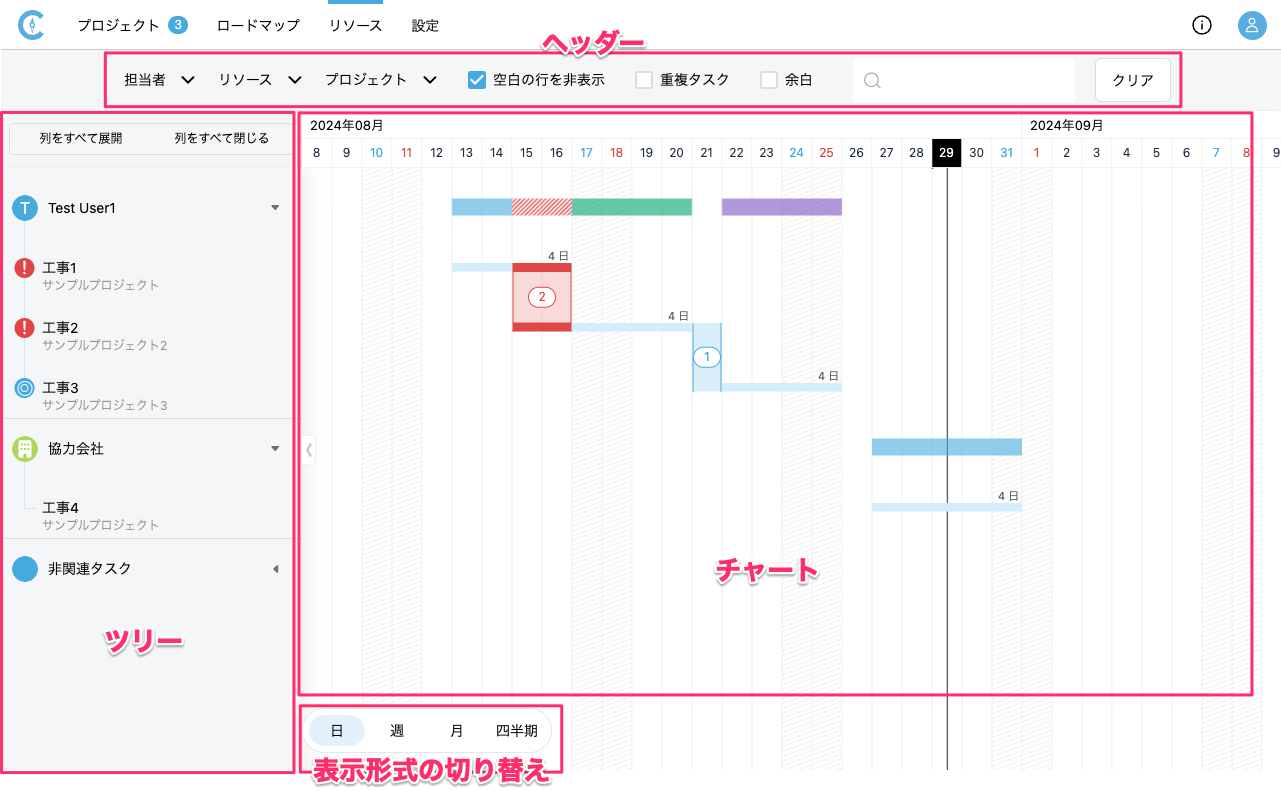 プロジェクト 3 ロードマップ リソース 設定
ヘッダー
担当者 リソース プロジェクト 空白の行を非表示 重複タスク 余白 クリア
列をすべて展開 列をすべて閉じる
2024年08月 2024年09月
8 9 10 11 12 13 14 15 16 17 18 19 20 21 22 23 24 25 26 27 28 29 30 31 1 2 3 4 5 6 7 8 9
T Test User1
4 日
工事1
サンプルプロジェクト
2
4 日
工事2
サンプルプロジェクト2
1
4 日
工事3
サンプルプロジェクト3
協力会社
4 日
工事4
サンプルプロジェクト
非関連タスク
チャート
ツリー
日 週 月 四半期
表示形式の切り替え